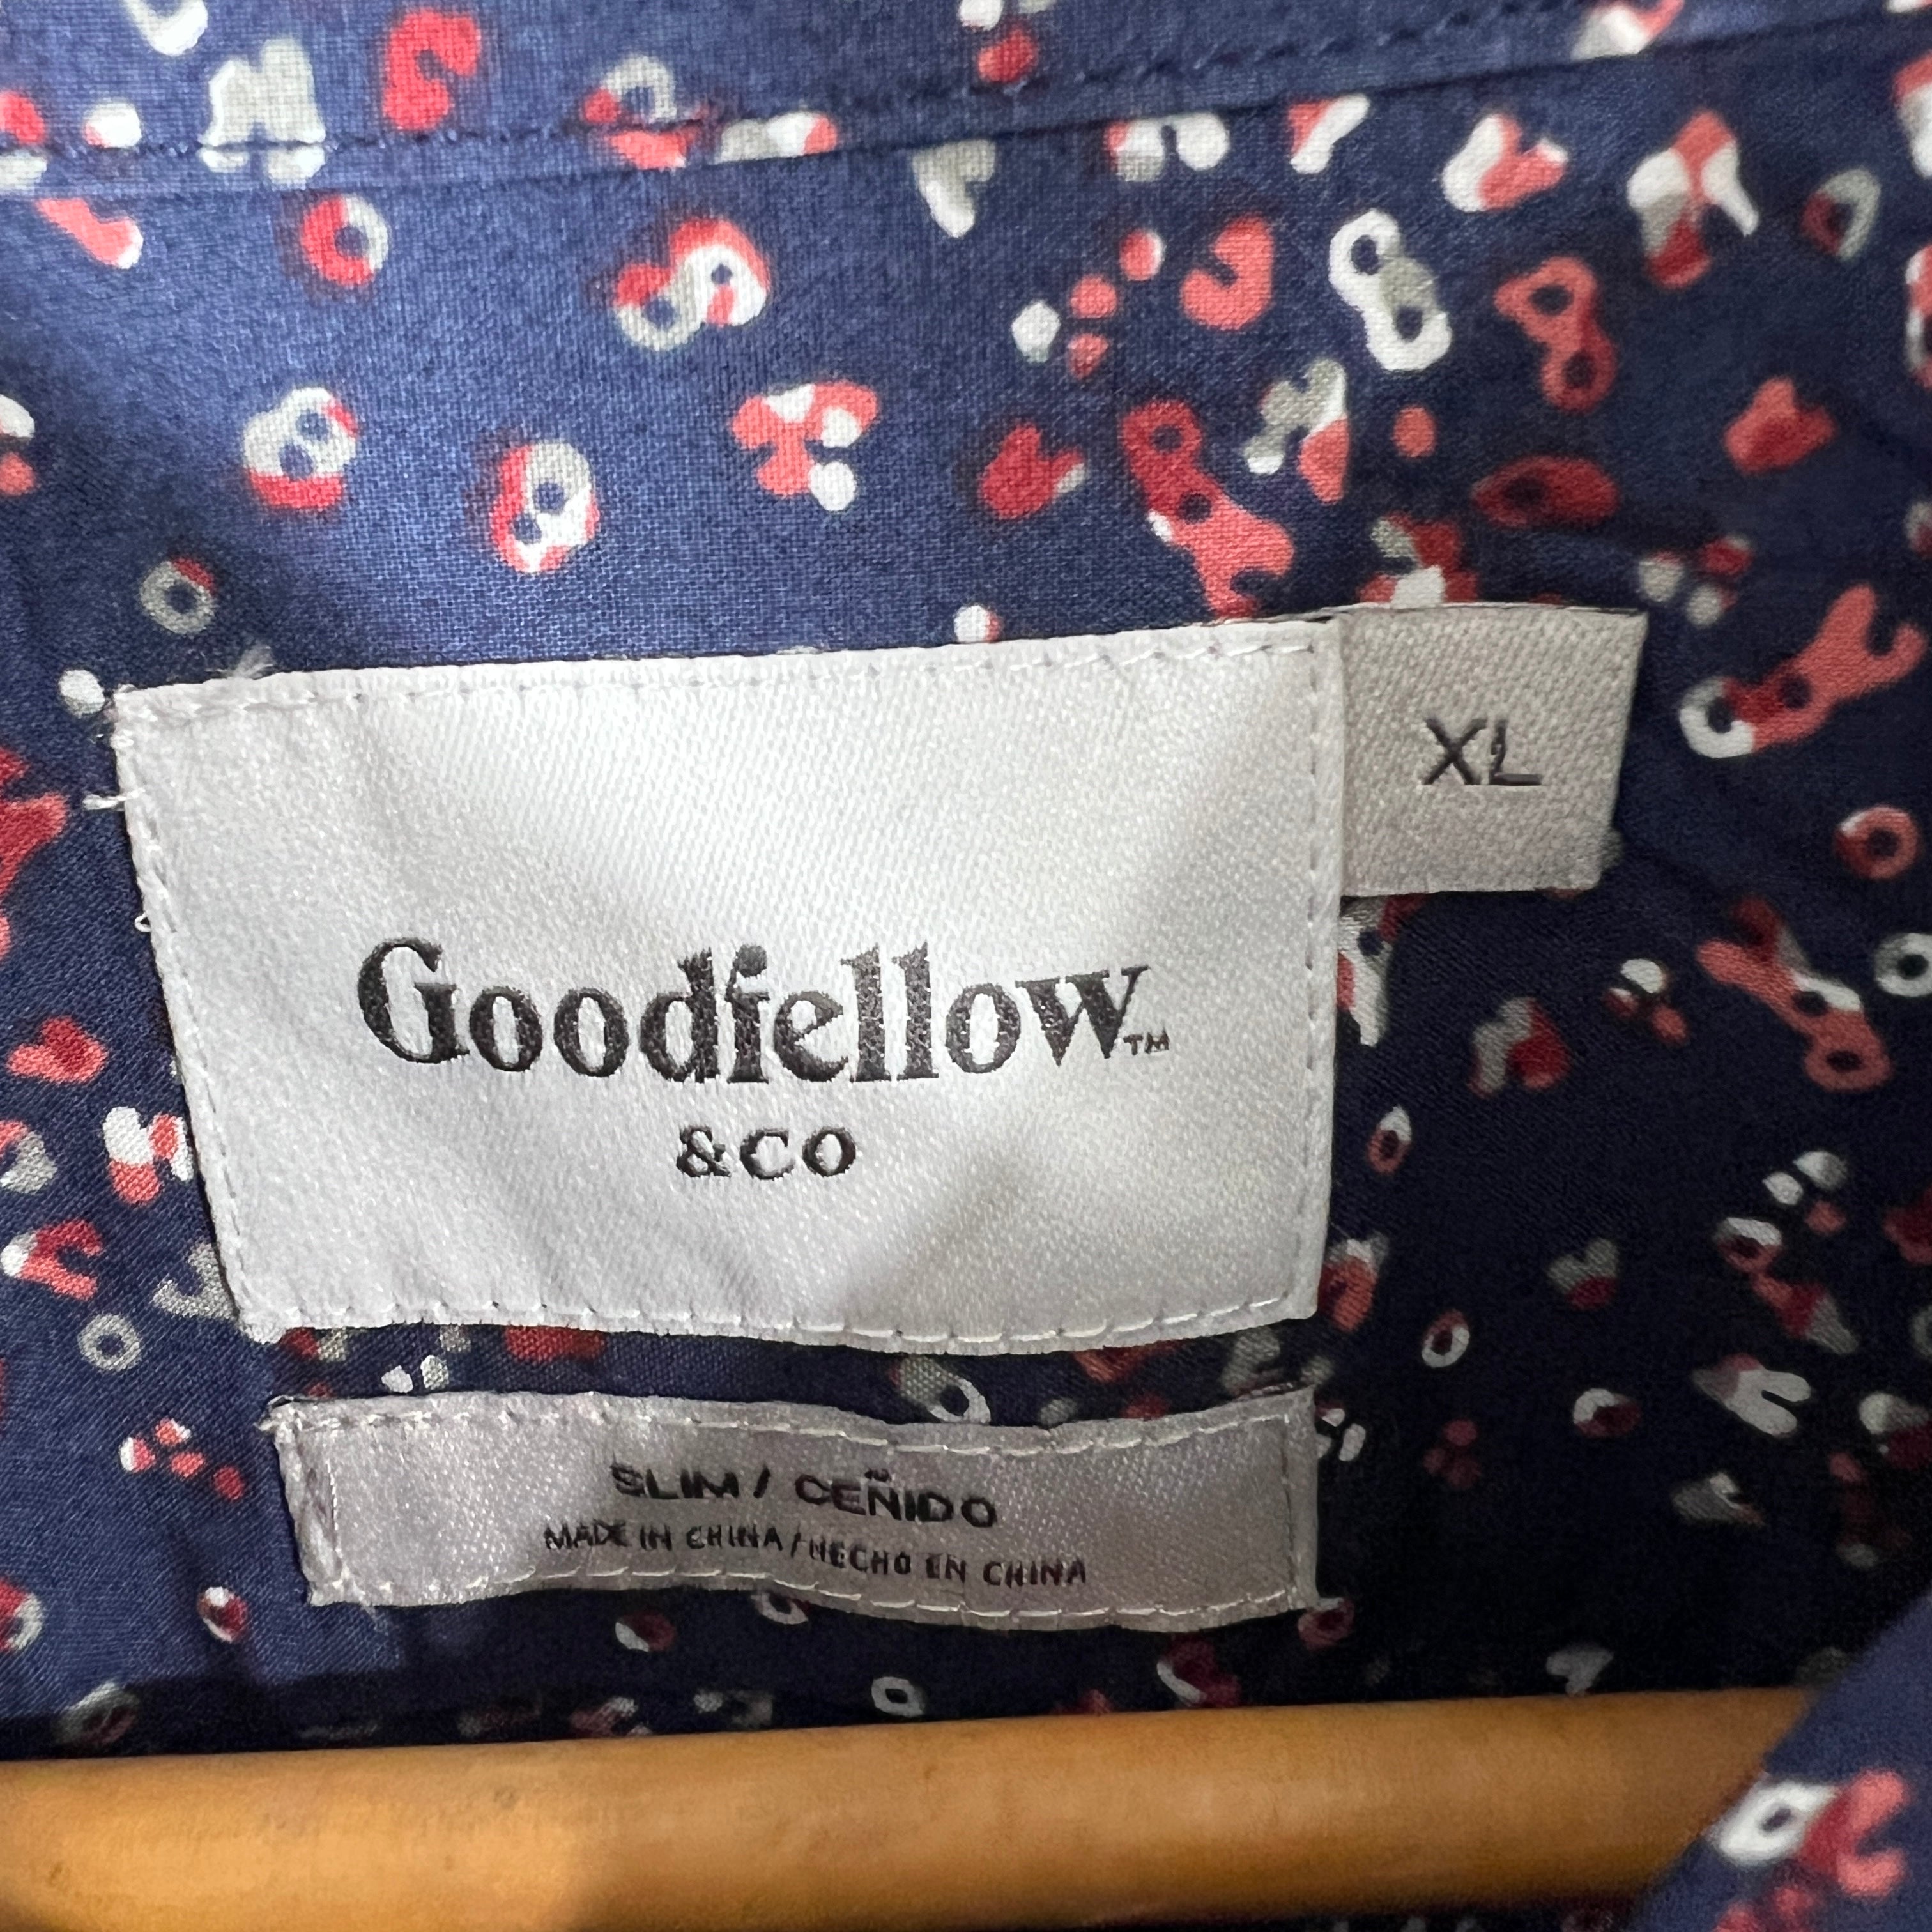 XL
Goodfellow™
&CO
SLIM / CEÑIDO
MADE IN CHINA / HECHO EN CHINA